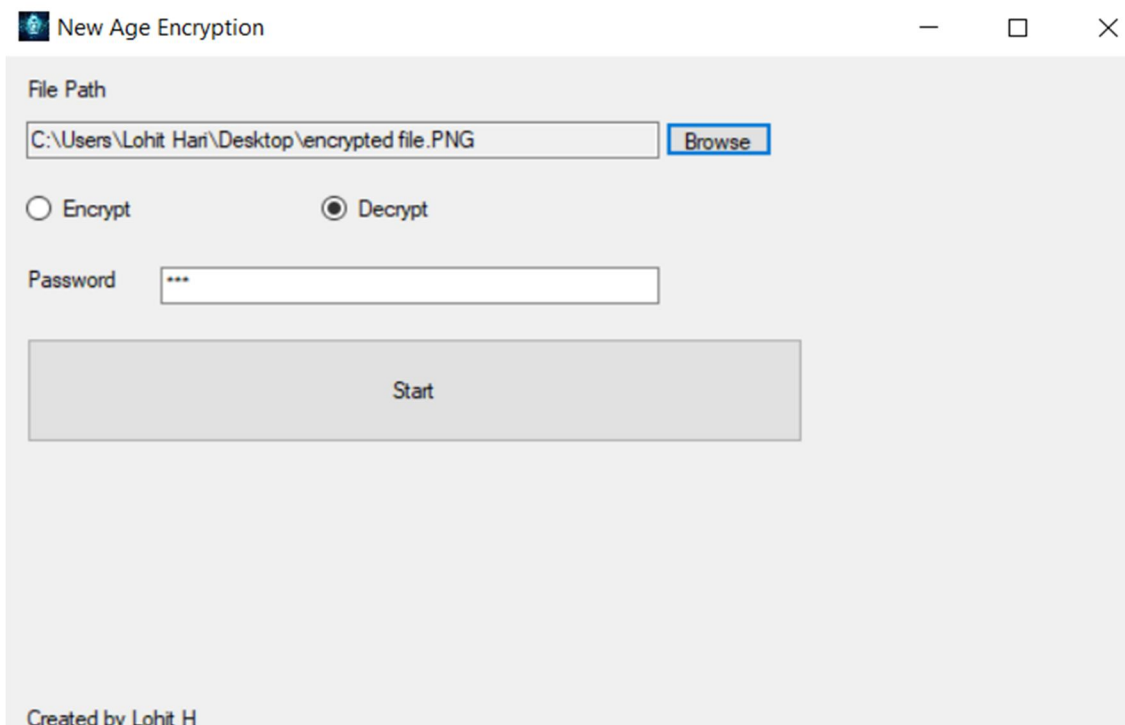 New Age Encryption
File Path
C:\Users\Lohit Hari\Desktop\encrypted file.PNG Browse
Encrypt Decrypt
Password ***
Start
Created by Lohit H